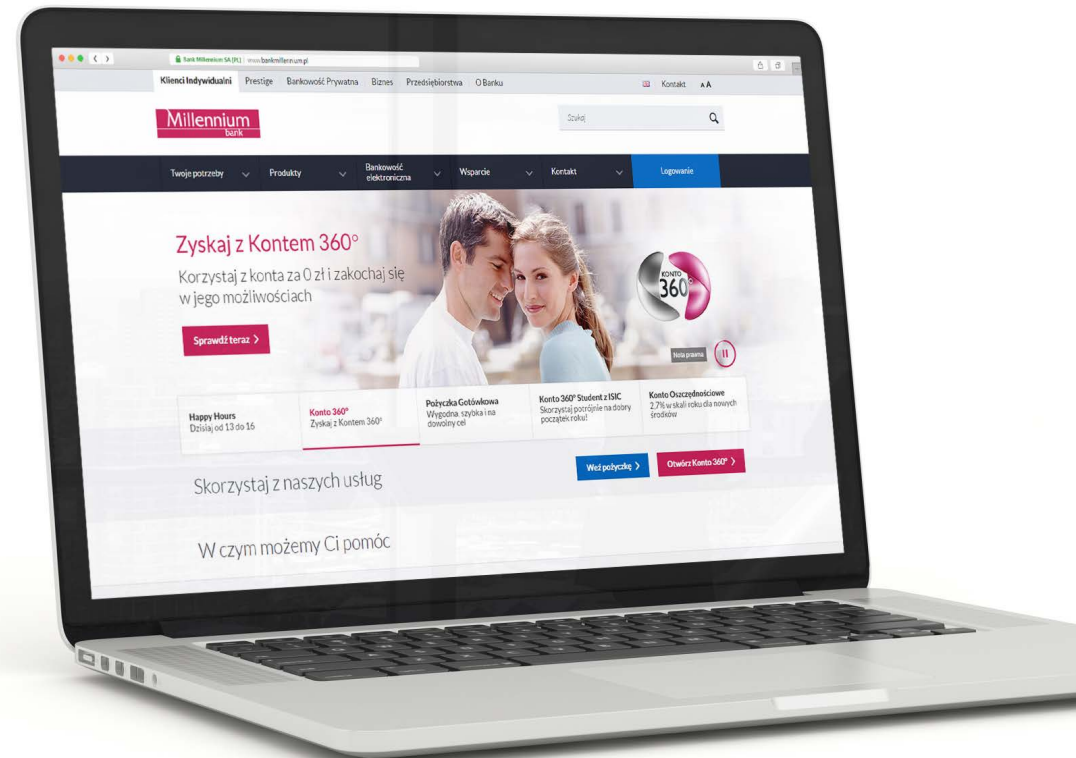 Bank Millennium SA [PL] | www.bankmillennium.pl
Klienci Indywidualni Prestige Bankowość Prywatna Biznes Przedsiębiorstwa O Banku Kontakt A A
Millennium
bank
Szukaj
Twoje potrzeby Produkty Bankowość elektroniczna Wsparcie Kontakt Logowanie
Zyskaj z Kontem 360°
Korzystaj z konta za 0 zł i zakochaj się
w jego możliwościach
Sprawdź teraz >
KONTO
360°
Nota prawna
Happy Hours
Dzisiaj od 13 do 16
Konto 360°
Zyskaj z Kontem 360°
Pożyczka Gotówkowa
Wygodna, szybka i na
dowolny cel
Konto 360° Student z ISIC
Skorzystaj potrójnie na dobry
początek roku!
Konto Oszczędnościowe
2,7% w skali roku dla nowych
środków
Skorzystaj z naszych usług
Weź pożyczkę >
Otwórz Konto 360° >
W czym możemy Ci pomóc